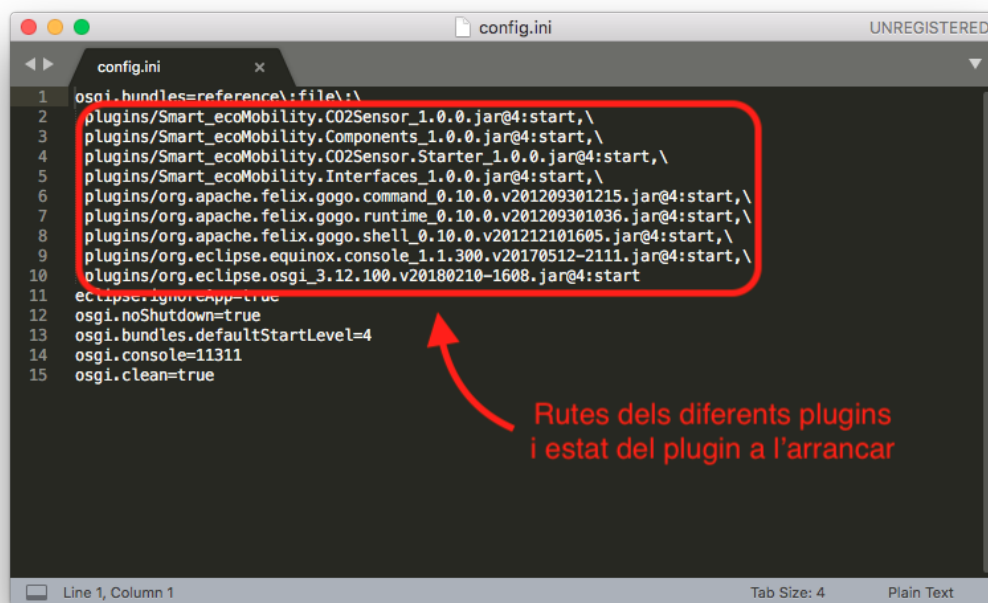 config.ini
UNREGISTERED
config.ini ×
1 osgi.bundles=reference\:file\:\
2 plugins/Smart_ecoMobility.CO2Sensor_1.0.0.jar@4:start,\
3 plugins/Smart_ecoMobility.Components_1.0.0.jar@4:start,\
4 plugins/Smart_ecoMobility.CO2Sensor.Starter_1.0.0.jar@4:start,\
5 plugins/Smart_ecoMobility.Interfaces_1.0.0.jar@4:start,\
6 plugins/org.apache.felix.gogo.command_0.10.0.v201209301215.jar@4:start,\
7 plugins/org.apache.felix.gogo.runtime_0.10.0.v201209301036.jar@4:start,\
8 plugins/org.apache.felix.gogo.shell_0.10.0.v201212101605.jar@4:start,\
9 plugins/org.eclipse.equinox.console_1.1.300.v20170512-2111.jar@4:start,\
10 plugins/org.eclipse.osgi_3.12.100.v20180210-1608.jar@4:start
11 eclipse.ignoreApp=true
12 osgi.noShutdown=true
13 osgi.bundles.defaultStartLevel=4
14 osgi.console=11311
15 osgi.clean=true
Rutes dels diferents plugins
i estat del plugin a l'arrancar
Line 1, Column 1
Tab Size: 4
Plain Text